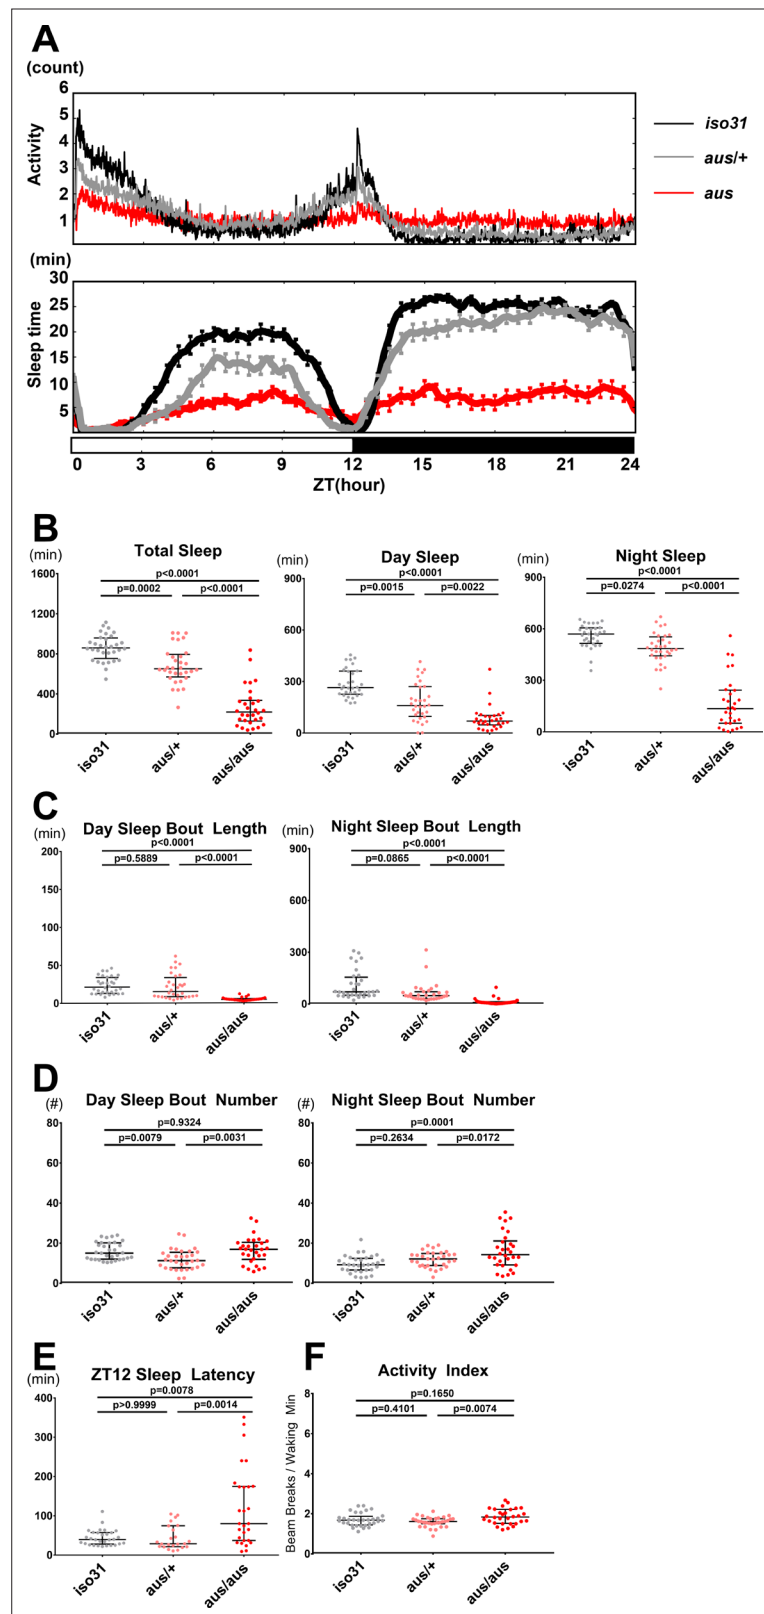 A
(count)
6
5
4
3
2
1
Activity
iso31
aus/+
aus
(min)
30
25
20
15
10
5
Sleep time
0 3 6 9 12 15 18 21 24
ZT(hour)
B
(min)
Total Sleep
p<0.0001
p=0.0002 p<0.0001
1600
1200
800
400
0
iso31 aus/+ aus/aus
(min)
Day Sleep
p<0.0001
p=0.0015 p=0.0022
900
600
300
0
iso31 aus/+ aus/aus
(min)
Night Sleep
p<0.0001
p=0.0274 p<0.0001
900
600
300
0
iso31 aus/+ aus/aus
C
(min)
Day Sleep Bout Length
p<0.0001
p=0.5889 p<0.0001
200
150
100
50
0
iso31 aus/+ aus/aus
(min)
Night Sleep Bout Length
p<0.0001
p=0.0865 p<0.0001
900
600
300
0
iso31 aus/+ aus/aus
D
(#)
Day Sleep Bout Number
p=0.9324
p=0.0079 p=0.0031
80
60
40
20
0
iso31 aus/+ aus/aus
(#)
Night Sleep Bout Number
p=0.0001
p=0.2634 p=0.0172
80
60
40
20
0
iso31 aus/+ aus/aus
E
(min)
ZT12 Sleep Latency
p=0.0078
p>0.9999 p=0.0014
400
300
200
100
0
iso31 aus/+ aus/aus
F
Activity Index
p=0.1650
p=0.4101 p=0.0074
Beam Breaks / Waking Min
8
6
4
2
0
iso31 aus/+ aus/aus